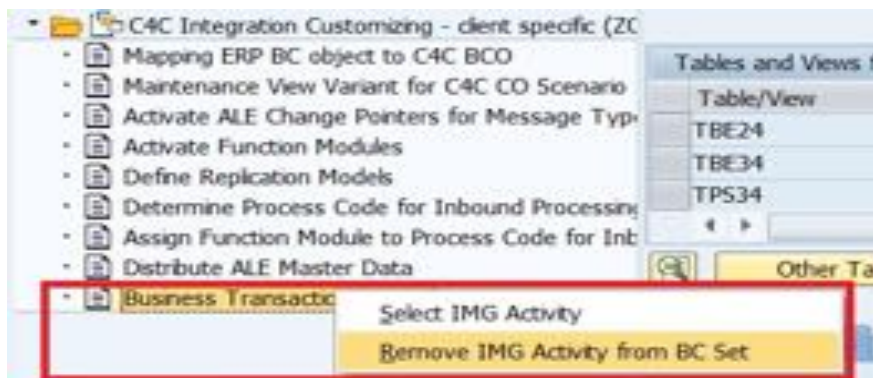 C4C Integration Customizing - client specific (ZC
Mapping ERP BC object to C4C BCO
Maintenance View Variant for C4C CO Scenario
Activate ALE Change Pointers for Message Typ
Activate Function Modules
Define Replication Models
Determine Process Code for Inbound Processing
Assign Function Module to Process Code for Inb
Distribute ALE Master Data
Business Transactio
Select IMG Activity
Remove IMG Activity from BC Set
Tables and Views
Table/View
TBE24
TBE34
TPS34
Other Ta